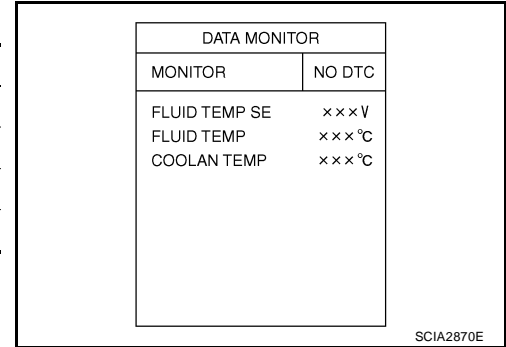 DATA MONITOR
MONITOR NO DTC
FLUID TEMP SE ×××V
FLUID TEMP ×××°C
COOLAN TEMP ×××°C
SCIA2870E